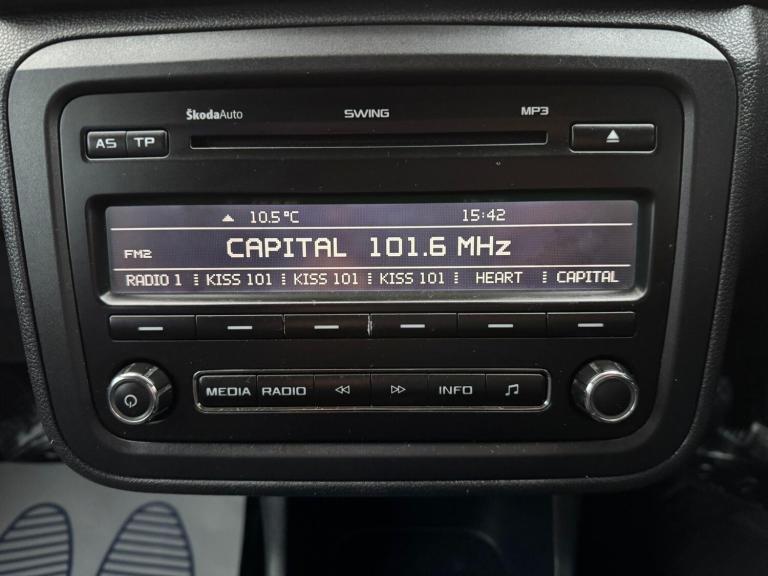 ŠkodaAuto SWING MP3
AS TP
10.5°C 15:42
FM2 CAPITAL 101.6 MHz
RADIO 1 KISS 101 KISS 101 KISS 101 HEART CAPITAL
MEDIA RADIO INFO